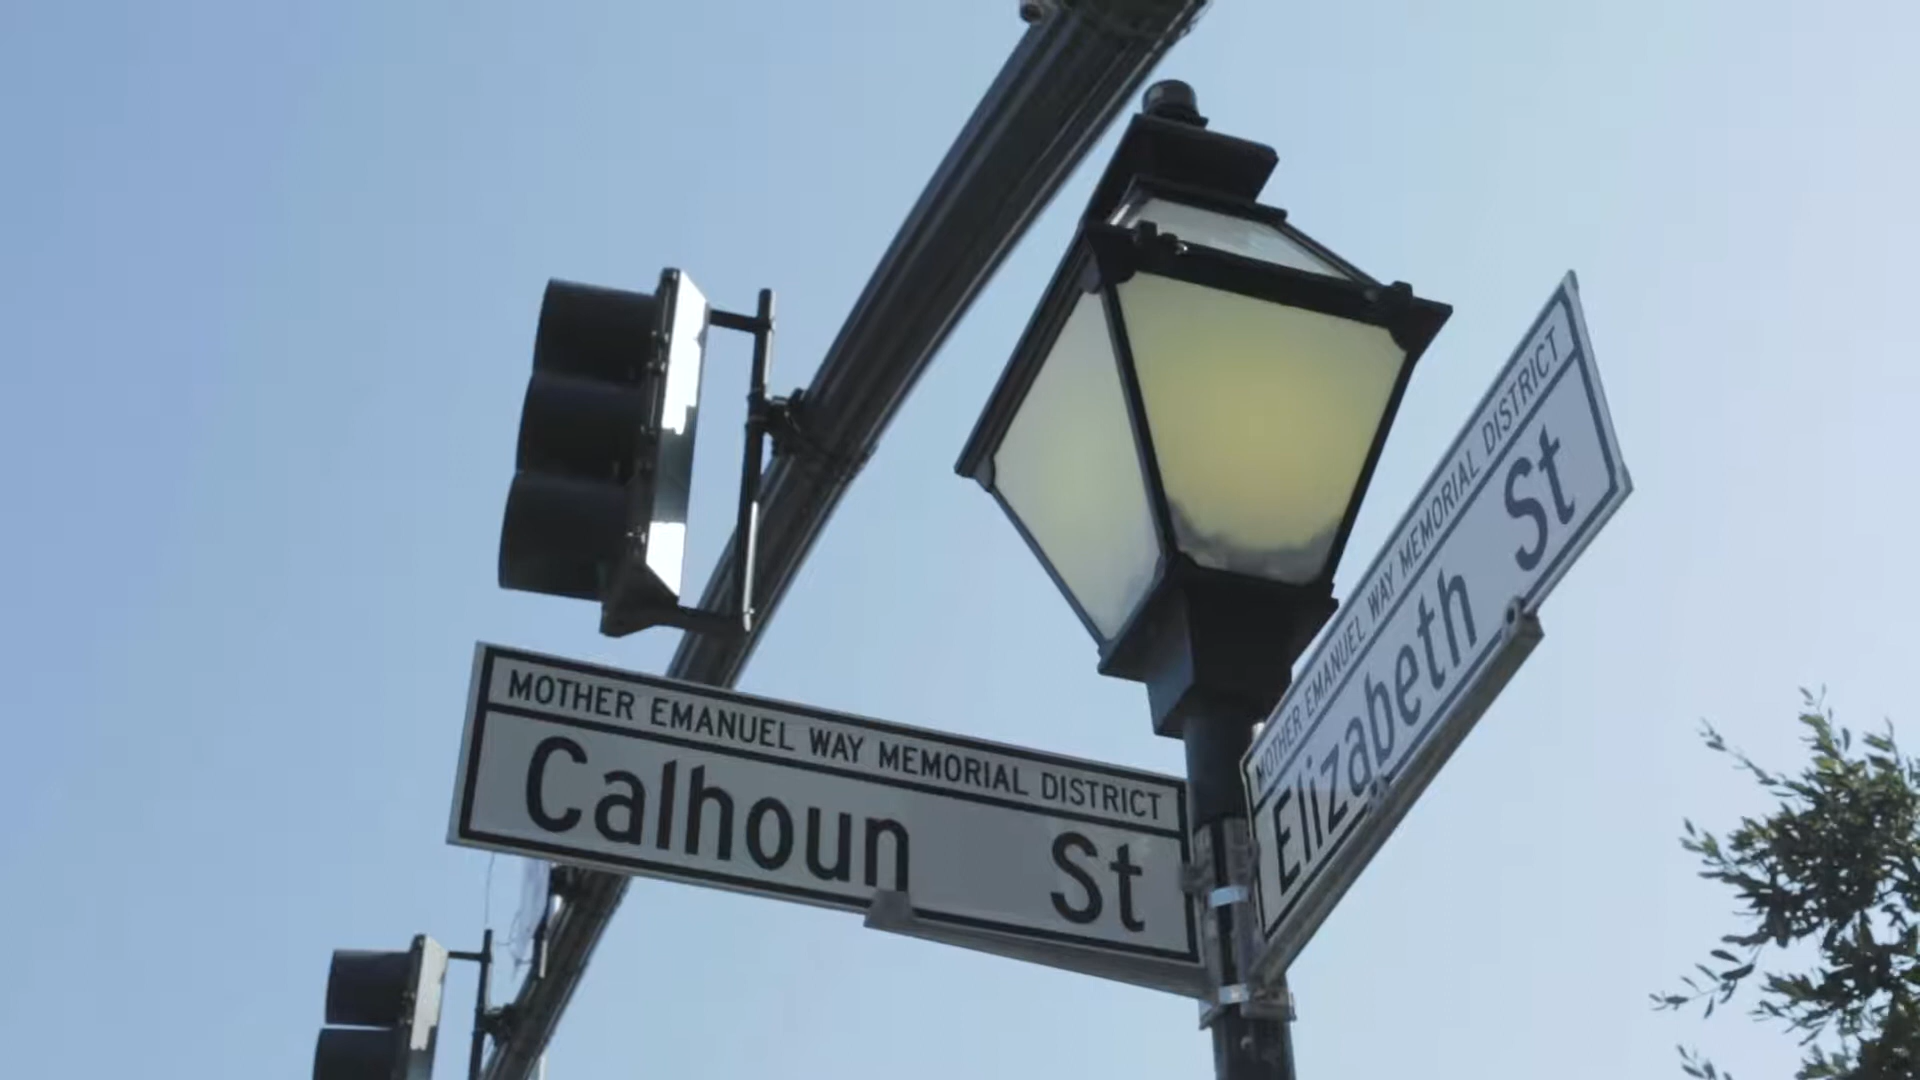 MOTHER EMANUEL WAY MEMORIAL DISTRICT
Calhoun St
MOTHER EMANUEL WAY MEMORIAL DISTRICT
Elizabeth St